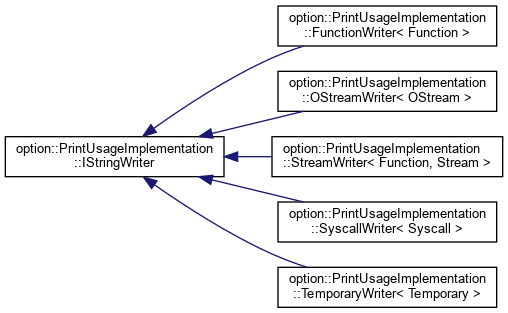 option::PrintUsageImplementation
::FunctionWriter< Function >
option::PrintUsageImplementation
::OStreamWriter< OStream >
option::PrintUsageImplementation
::IStringWriter
option::PrintUsageImplementation
::StreamWriter< Function, Stream >
option::PrintUsageImplementation
::SyscallWriter< Syscall >
option::PrintUsageImplementation
::TemporaryWriter< Temporary >